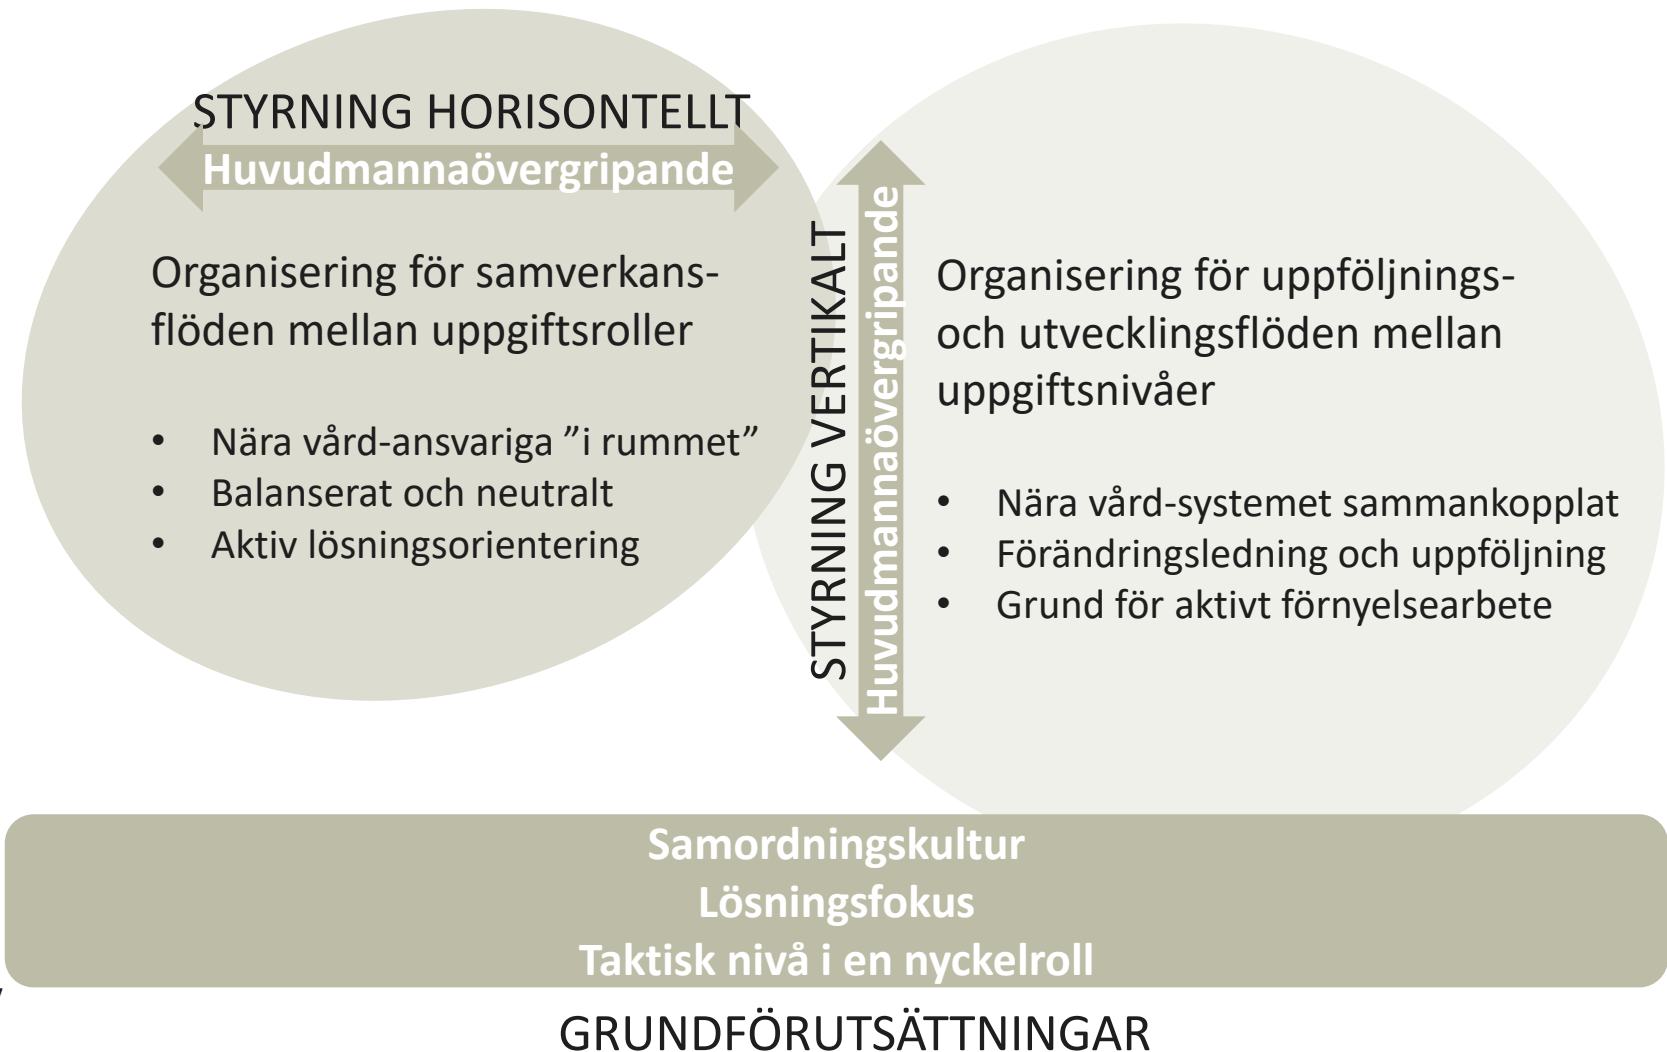 STYRNING HORISONTELLT
Huvudmannaövergripande
Organisering för samverkans-
flöden mellan uppgiftsroller
• Nära vård-ansvariga ”i rummet”
• Balanserat och neutralt
• Aktiv lösningsorientering
STYRNING VERTIKALT
Huvudmannaövergripande
Organisering för uppföljnings-
och utvecklingsflöden mellan
uppgiftsnivåer
• Nära vård-systemet sammankopplat
• Förändringsledning och uppföljning
• Grund för aktivt förnyelsearbete
Samordningskultur
Lösningsfokus
Taktisk nivå i en nyckelroll
GRUNDFÖRUTSÄTTNINGAR